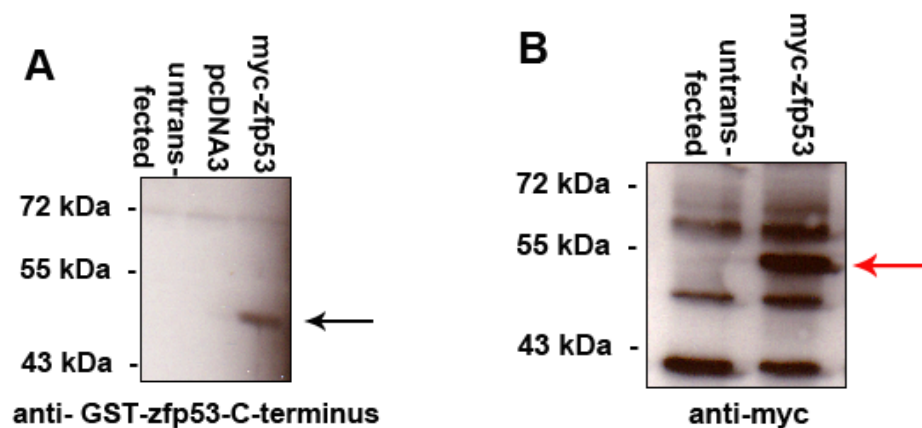 A
untrans-
fected
pcDNA3
myc-zfp53
72 kDa -
55 kDa -
43 kDa -
anti- GST-zfp53-C-terminus
B
untrans-
fected
myc-zfp53
72 kDa -
55 kDa -
43 kDa -
anti-myc